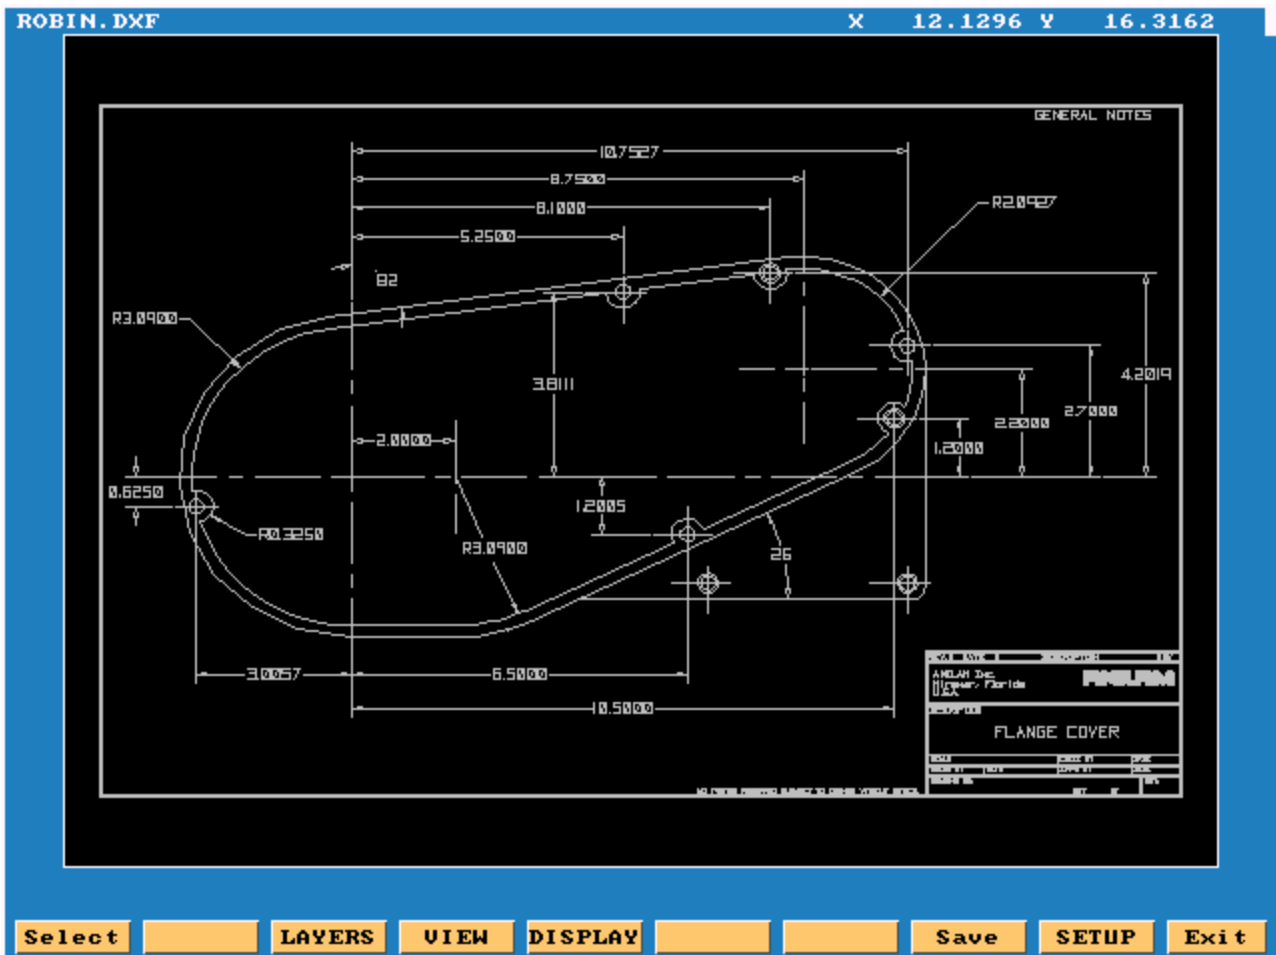 ROBIN.DXF
X 12.1296 Y 16.3162
GENERAL NOTES
10.7527
8.7500
8.1000
R2.0927
5.2500
82
R3.0900
3.8111
4.2019
2.7000
2.2000
2.0000
1.2000
0.6250
1.2005
R0.3250
R3.0900
26
3.0057
6.5000
10.5000
U.S.A.
FLANGE COVER
Select LAYERS VIEW DISPLAY Save SETUP Exit